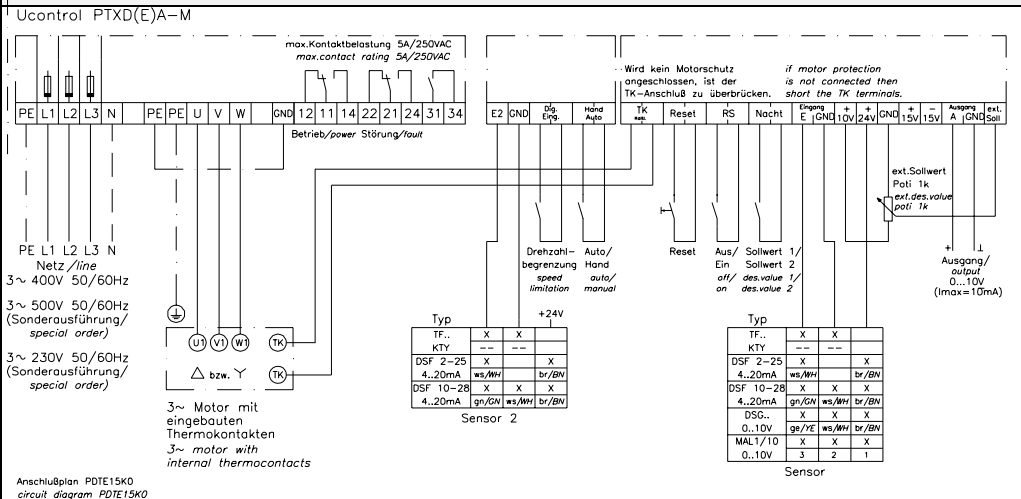 Ucontrol PTXD(E)A-M
max.Kontaktbelastung 5A/250VAC
max.contact rating 5A/250VAC
Wird kein Motorschutz
angeschlossen, ist der
TK-Anschluß zu überbrücken.
if motor protection
is not connected then
short the TK terminals.
PE L1 L2 L3 N PE PE U V W GND 12 11 14 22 21 24 31 34
Betrieb/power Störung/fault
E2 GND Dig. Eing. Hand Auto
TK Reset RS Nacht Eingang E GND + 10V + 24V GND + 15V - 15V Ausgang A GND ext. Soll
ext.Sollwert
Poti 1k
ext.des.value
poti 1k
PE L1 L2 L3 N
Netz/line
3~ 400V 50/60Hz
3~ 500V 50/60Hz
(Sonderausführung/
special order)
3~ 230V 50/60Hz
(Sonderausführung/
special order)
U1 V1 W1 TK
△ bzw. Y TK
3~ Motor mit
eingebauten
Thermokontakten
3~ motor with
internal thermocontacts
Drehzahl-
begrenzung
speed
limitation
Auto/
Hand
auto/
manual
Reset
Aus/
Ein
off/
on
Sollwert 1/
Sollwert 2
des.value 1/
des.value 2
+ ⊥
Ausgang/
output
0...10V
(Imax=10mA)
+24V
Typ
TF.. X X
KTY -- --
DSF 2-25 X X
4..20mA ws/WH br/BN
DSF 10-28 X X X
4..20mA gn/GN ws/WH br/BN
Sensor 2
Typ
TF.. X X
KTY -- --
DSF 2-25 X X
4..20mA ws/WH br/BN
DSF 10-28 X X X
4..20mA gn/GN ws/WH br/BN
DSG.. X X X
0..10V ge/YE ws/WH br/BN
MAL1/10 X X X
0..10V 3 2 1
Sensor
Anschlußplan PDTE15K0
circuit diagram PDTE15K0